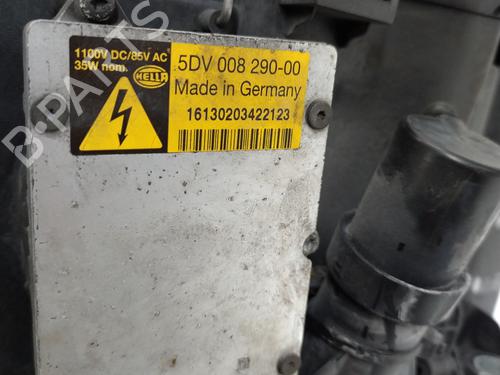 1100V DC/85V AC
35W nom.
HELLA
5DV 008 290-00
Made in Germany
16130203422123
B-PARTS